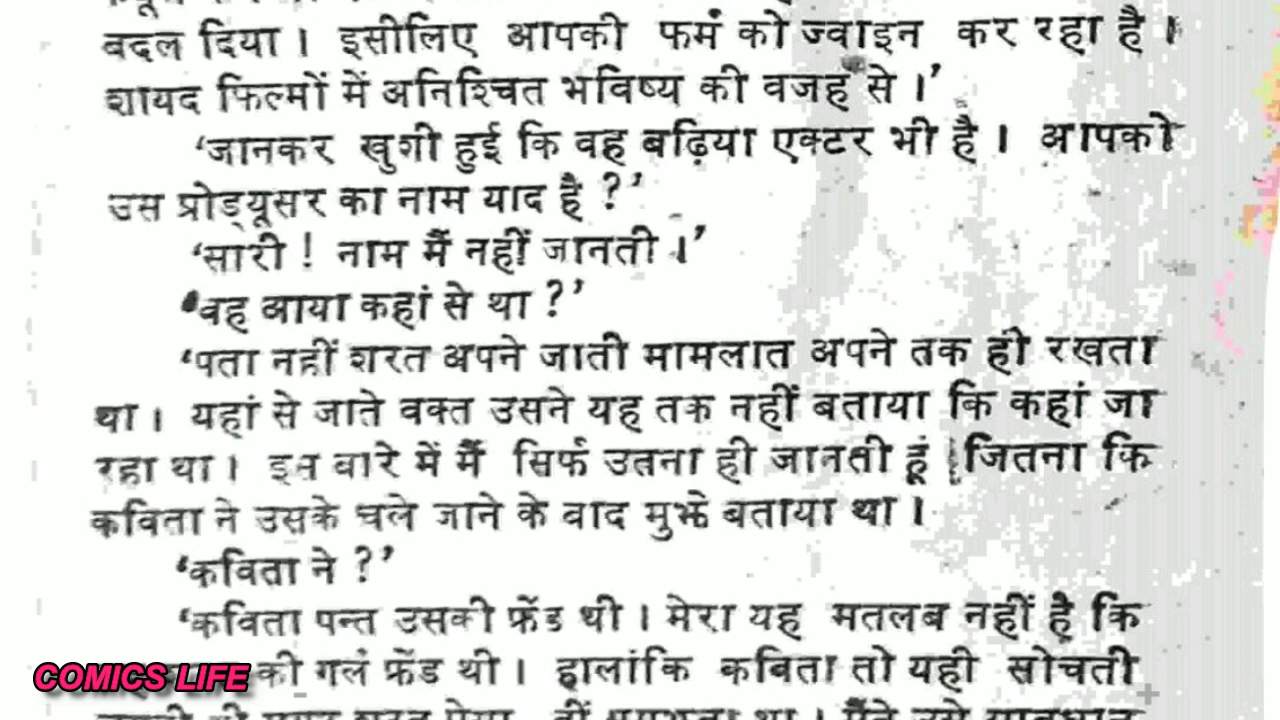 बदल दिया । इसीलिए आपकी फर्म को ज्वाइन कर रहा है ।
शायद फिल्मों में अनिश्चित भविष्य की वजह से ।’
‘जानकर खुशी हुई कि वह बढ़िया एक्टर भी है । आपको
उस प्रोड्यूसर का नाम याद है ?’
‘सारी ! नाम मैं नहीं जानती ।’
‘वह आया कहां से था ?’
‘पता नहीं शरत अपने जाती मामलात अपने तक ही रखता
था । यहां से जाते वक्त उसने यह तक नहीं बताया कि कहां जा
रहा था । इस बारे में मैं सिर्फ उतना ही जानती हूं जितना कि
कविता ने उसके चले जाने के बाद मुझे बताया था ।
‘कविता ने ?’
‘कविता पन्त उसकी फ्रेंड थी । मेरा यह मतलब नहीं है कि
COMICS LIFE की गर्ल फ्रेंड थी । हालांकि कविता तो यही सोचती